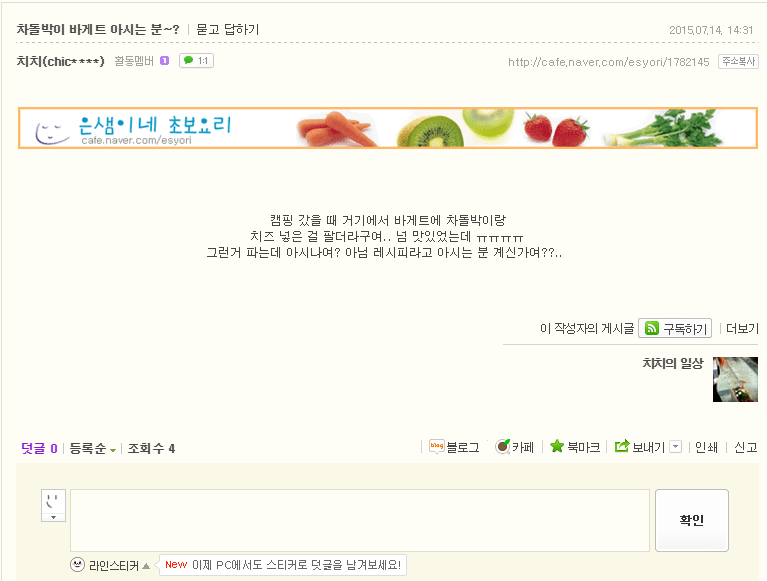 차돌박이 바게트 아시는 분~? | 묻고 답하기 2015.07.14. 14:31
치치(chic****) 활동멤버 1 1:1 http://cafe.naver.com/esyori/1782145 주소복사
은샘이네 초보요리
cafe.naver.com/esyori
캠핑 갔을 때 거기에서 바게트에 차돌박이랑
치즈 넣은 걸 팔더라구여.. 넘 맛있었는데 ㅠㅠㅠㅠ
그런거 파는데 아시나여? 아님 레시피라고 아시는 분 계신가여??..
이 작성자의 게시글 구독하기 | 더보기
치치의 일상
덧글 0 | 등록순 | 조회수 4 | blog 블로그 카페 | 북마크 | 보내기 | 인쇄 | 신고
확인
라인스티커 New 이제 PC에서도 스티커로 덧글을 남겨보세요!